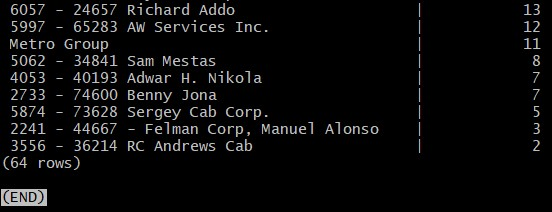 6057 - 24657 Richard Addo | 13
5997 - 65283 AW Services Inc. | 12
Metro Group | 11
5062 - 34841 Sam Mestas | 8
4053 - 40193 Adwar H. Nikola | 7
2733 - 74600 Benny Jona | 7
5874 - 73628 Sergey Cab Corp. | 5
2241 - 44667 - Felman Corp, Manuel Alonso | 3
3556 - 36214 RC Andrews Cab | 2
(64 rows)
(END)